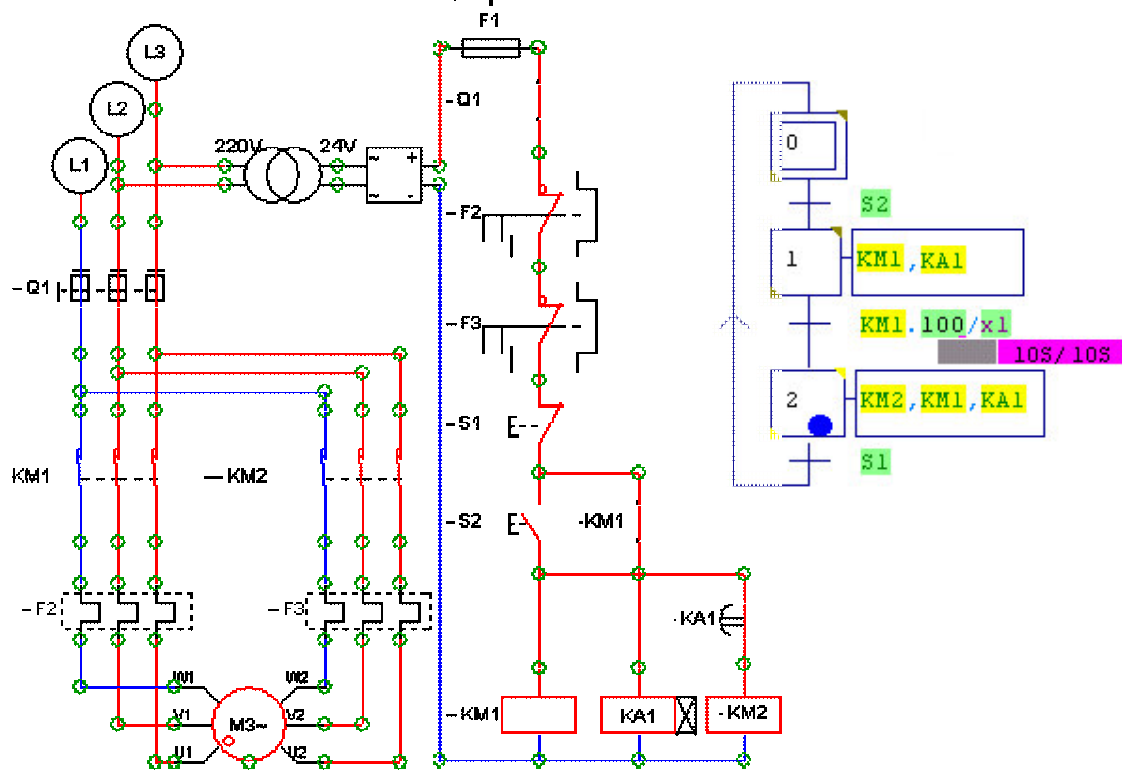 F1
L3
L2
-Q1
L1
220V
24V
~ +
~ -
0
S2
-F2
1
KM1,KA1
-Q1
-F3
KM1.100/x1
10S/10S
2
KM2,KM1,KA1
-S1
S1
KM1
-KM2
-S2
-KM1
-F2
-F3
-KA1
W1
W2
V1
M3~
V2
U1
U2
-KM1
KA1
-KM2